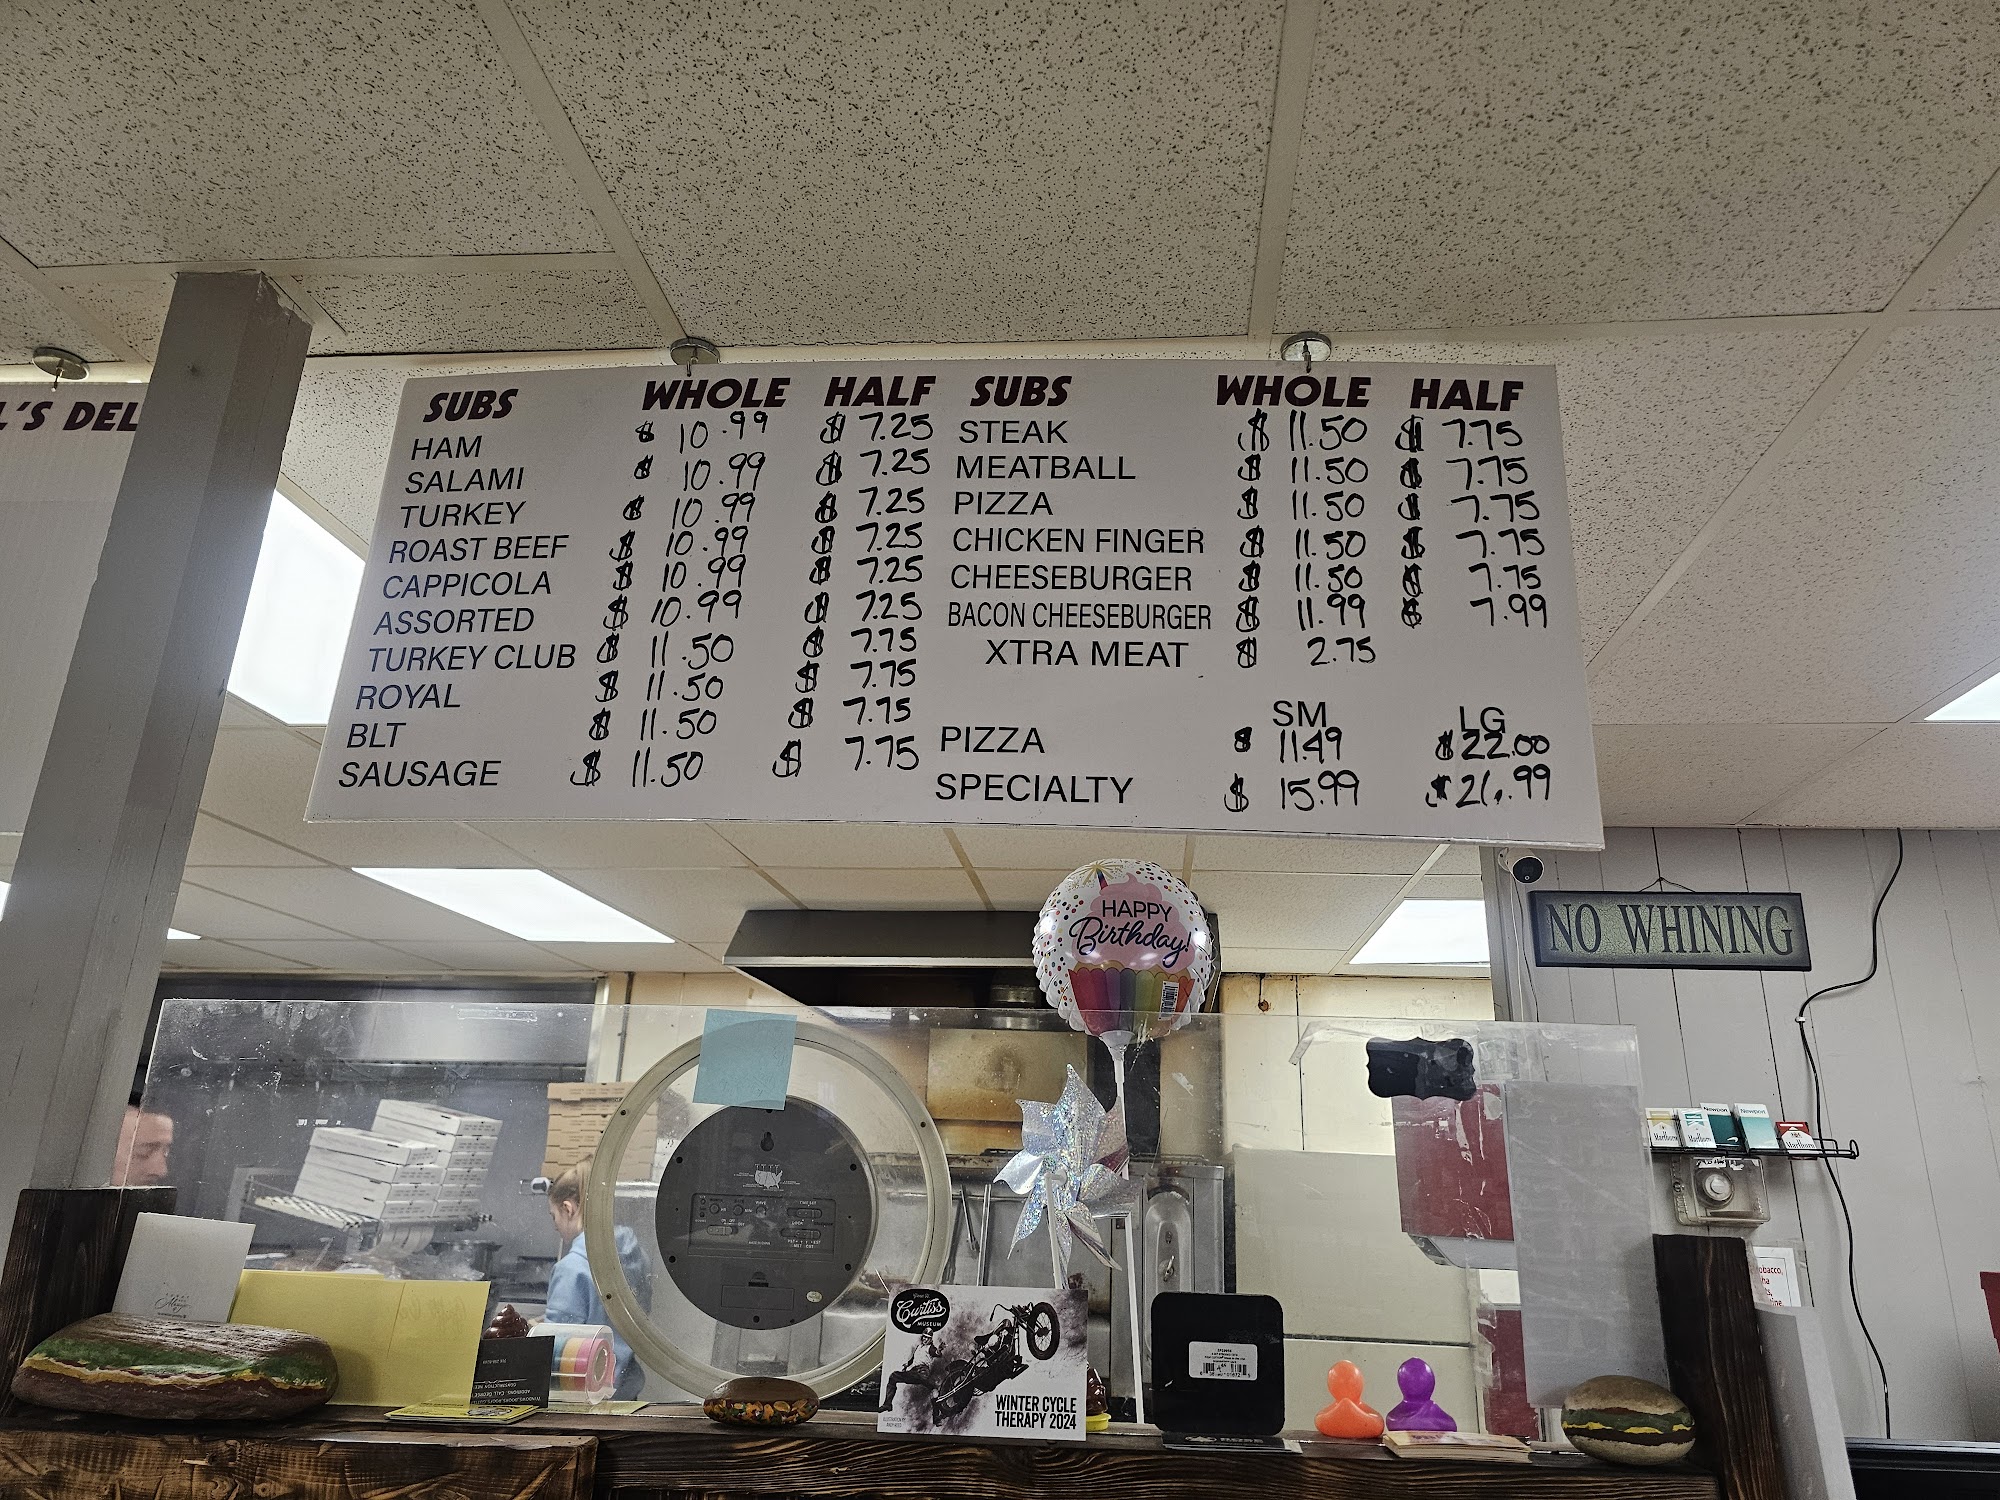 L'S DEL
SUBS WHOLE HALF
HAM $ 10.99 $ 7.25
SALAMI $ 10.99 $ 7.25
TURKEY $ 10.99 $ 7.25
ROAST BEEF $ 10.99 $ 7.25
CAPPICOLA $ 10.99 $ 7.25
ASSORTED $ 10.99 $ 7.25
TURKEY CLUB $ 11.50 $ 7.75
ROYAL $ 11.50 $ 7.75
BLT $ 11.50 $ 7.75
SAUSAGE $ 11.50 $ 7.75
SUBS WHOLE HALF
STEAK $ 11.50 $ 7.75
MEATBALL $ 11.50 $ 7.75
PIZZA $ 11.50 $ 7.75
CHICKEN FINGER $ 11.50 $ 7.75
CHEESEBURGER $ 11.50 $ 7.75
BACON CHEESEBURGER $ 11.99 $ 7.99
XTRA MEAT $ 2.75
SM LG
PIZZA $ 1149 $ 22.00
SPECIALTY $ 15.99 $ 26.99
NO WHINING
HAPPY
Birthday!
Newport Newport
Marlboro Marlboro
Curtiss
MUSEUM
WINTER CYCLE
THERAPY 2024